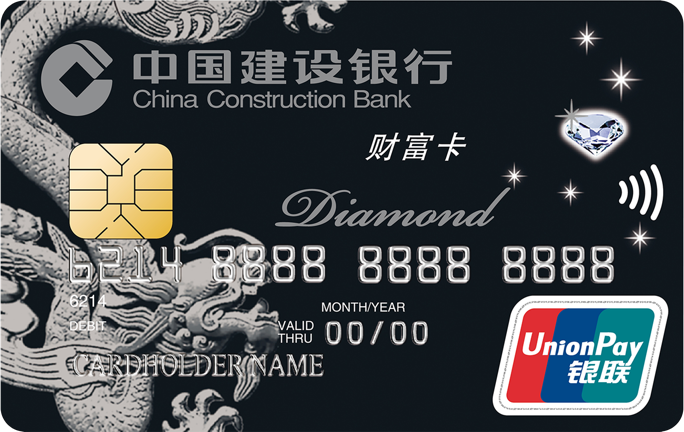 中国建设银行
China Construction Bank
财富卡
Diamond
6214 8888 8888 8888
6214
MONTH/YEAR
DEBIT
VALID THRU 00/00
CARDHOLDER NAME
UnionPay
银联